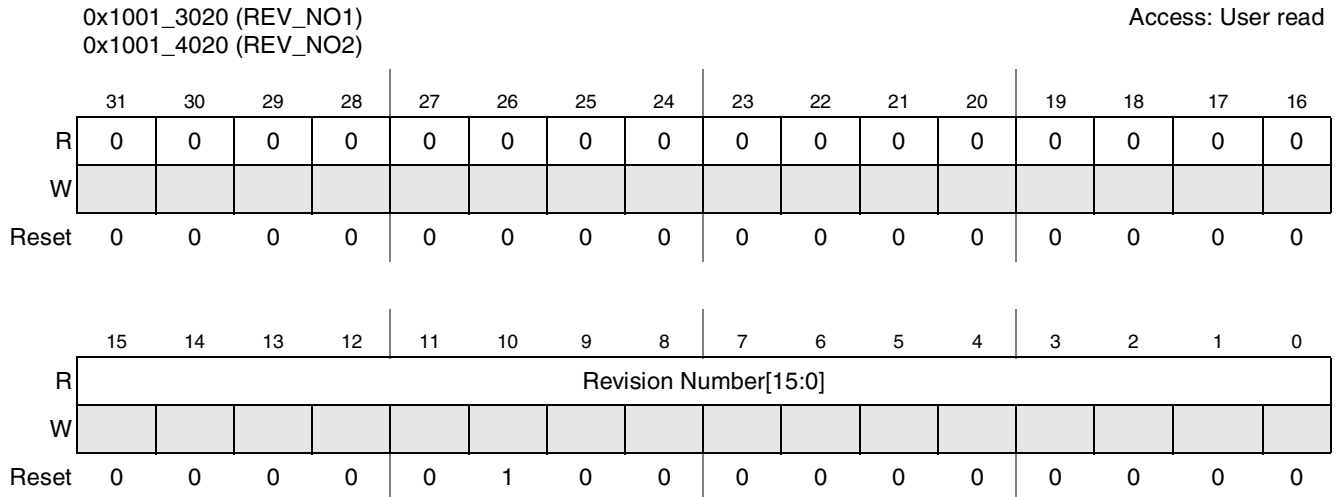 0x1001_3020 (REV_NO1) Access: User read
0x1001_4020 (REV_NO2)
31 30 29 28 27 26 25 24 23 22 21 20 19 18 17 16
R 0 0 0 0 0 0 0 0 0 0 0 0 0 0 0 0
W
Reset 0 0 0 0 0 0 0 0 0 0 0 0 0 0 0 0
15 14 13 12 11 10 9 8 7 6 5 4 3 2 1 0
R Revision Number[15:0]
W
Reset 0 0 0 0 0 1 0 0 0 0 0 0 0 0 0 0